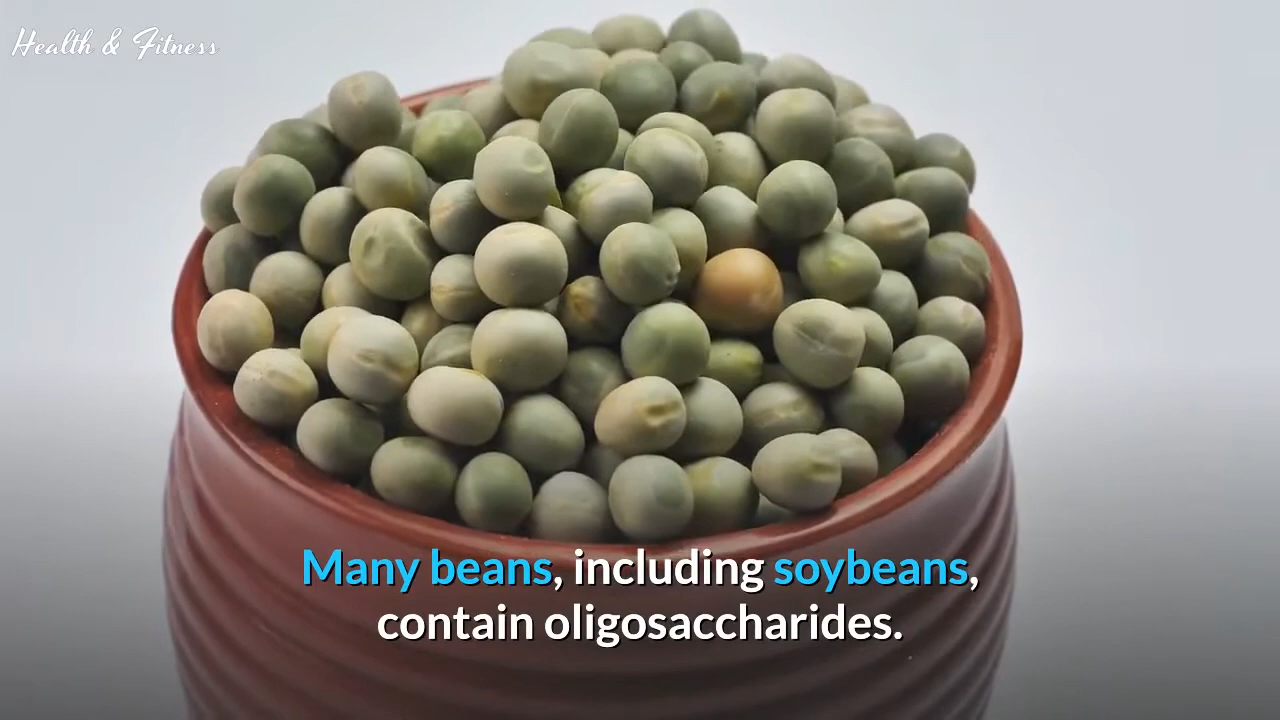 Health & Fitness
Many beans, including soybeans,
contain oligosaccharides.